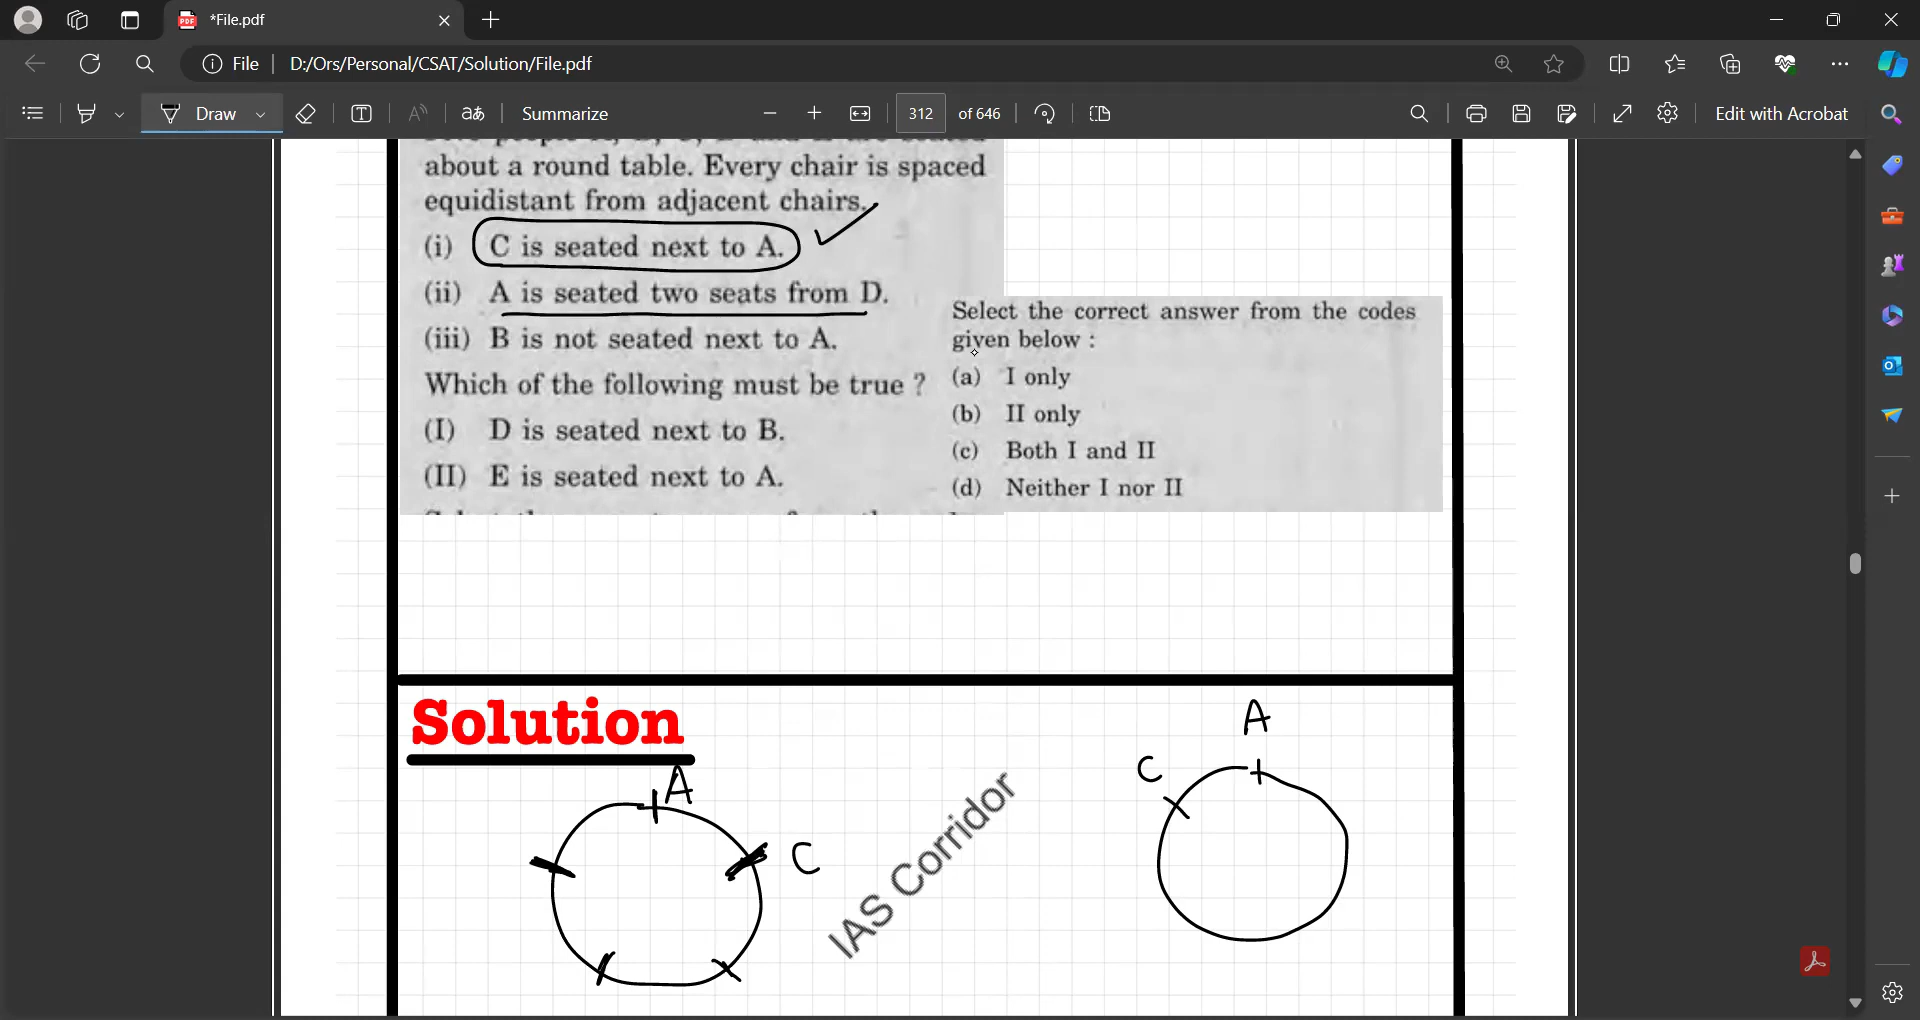 *File.pdf
File
D:/Ors/Personal/CSAT/Solution/File.pdf
Draw
T
aあ
Summarize
312 of 646
Edit with Acrobat
about a round table. Every chair is spaced
equidistant from adjacent chairs.
(i) C is seated next to A.
(ii) A is seated two seats from D.
(iii) B is not seated next to A.
Which of the following must be true ?
(I) D is seated next to B.
(II) E is seated next to A.
Select the correct answer from the codes
given below :
(a) I only
(b) II only
(c) Both I and II
(d) Neither I nor II
Solution
A
C
IAS Corridor
A
C